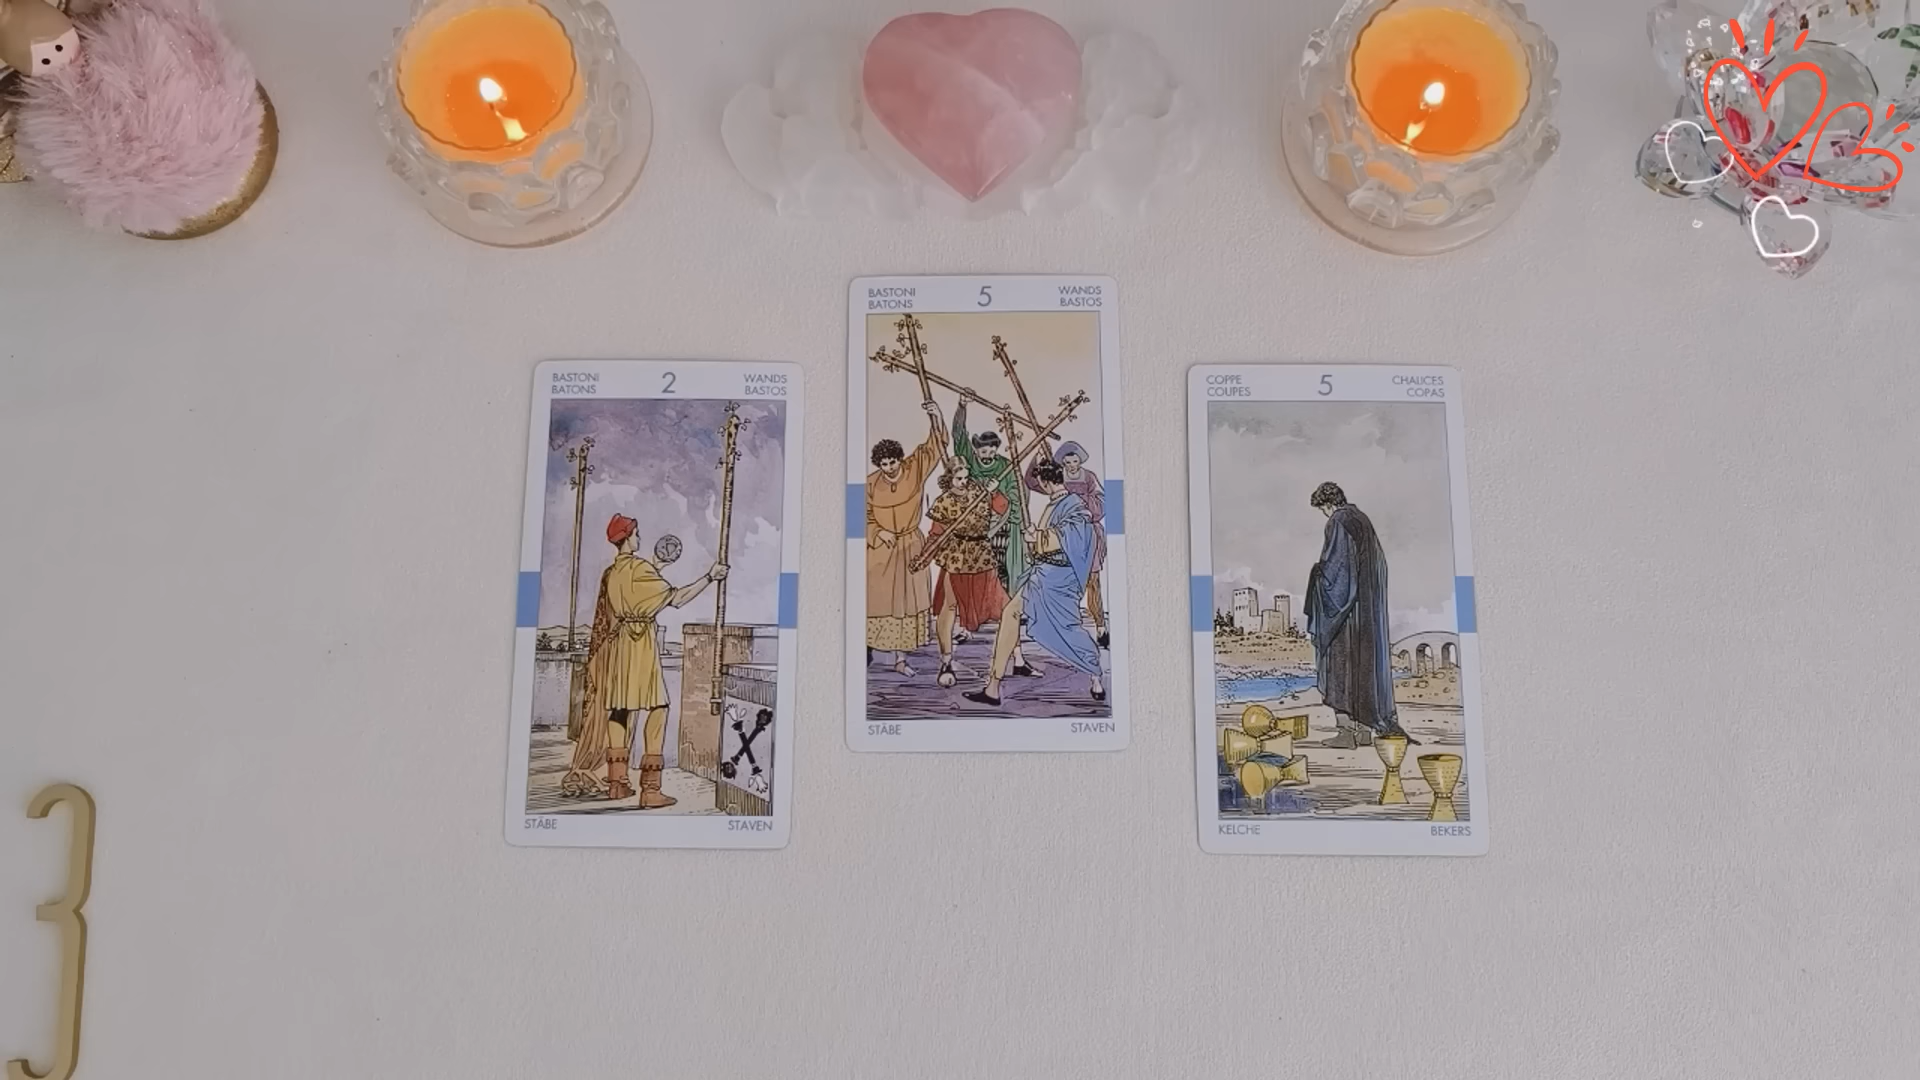 BASTONI 2 WANDS
BATONS BASTOS
STÄBE STAVEN
BASTONI 5 WANDS
BATONS BASTOS
STÄBE STAVEN
COPPE 5 CHALICES
COUPES COPAS
KELCHE BEKERS
3